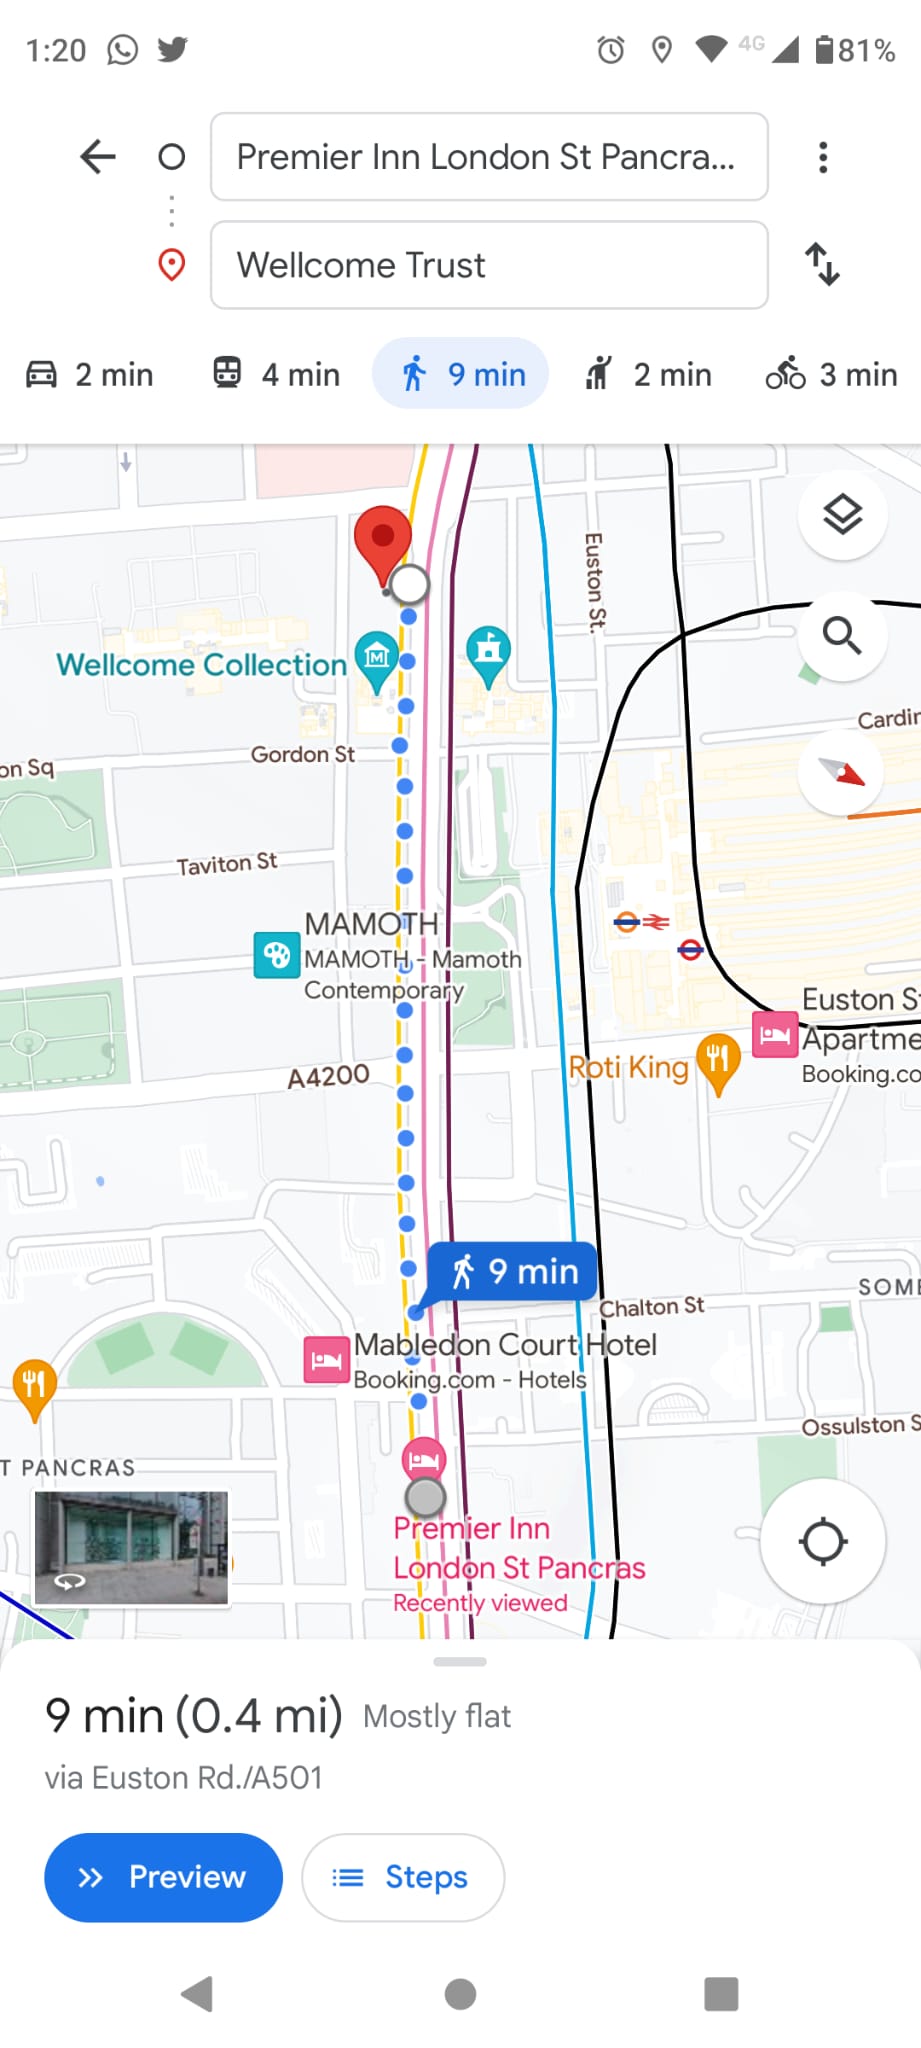 1:20 4G 81%
Premier Inn London St Pancra...
Wellcome Trust
2 min 4 min 9 min 2 min 3 min
Euston St.
Wellcome Collection
Cardin
Gordon St
on Sq
Taviton St
MAMOTH
MAMOTH - Mamoth
Contemporary
Euston S
Apartme
Booking.co
Roti King
A4200
9 min
SOME
Chalton St
Mabledon Court Hotel
Booking.com - Hotels
Ossulston S
T PANCRAS
Premier Inn
London St Pancras
Recently viewed
9 min (0.4 mi) Mostly flat
via Euston Rd./A501
Preview Steps